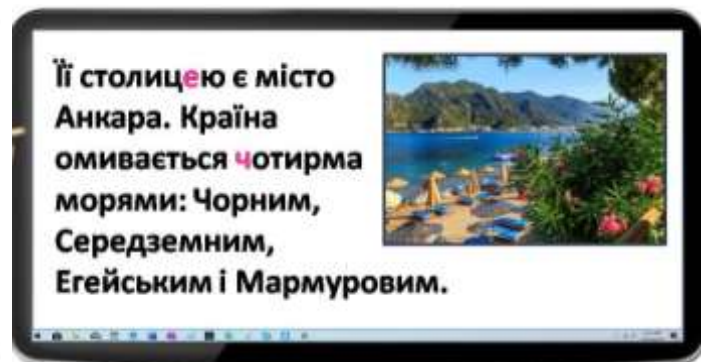 Її столицею є місто
Анкара. Країна
омивається чотирма
морями: Чорним,
Середземним,
Егейським і Мармуровим.